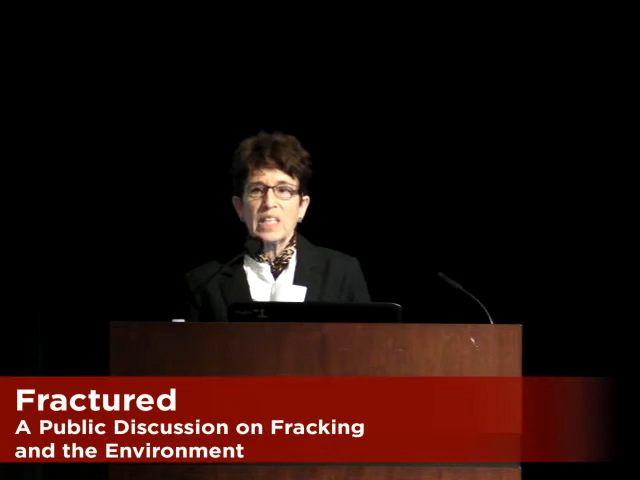 Fractured
A Public Discussion on Fracking
and the Environment